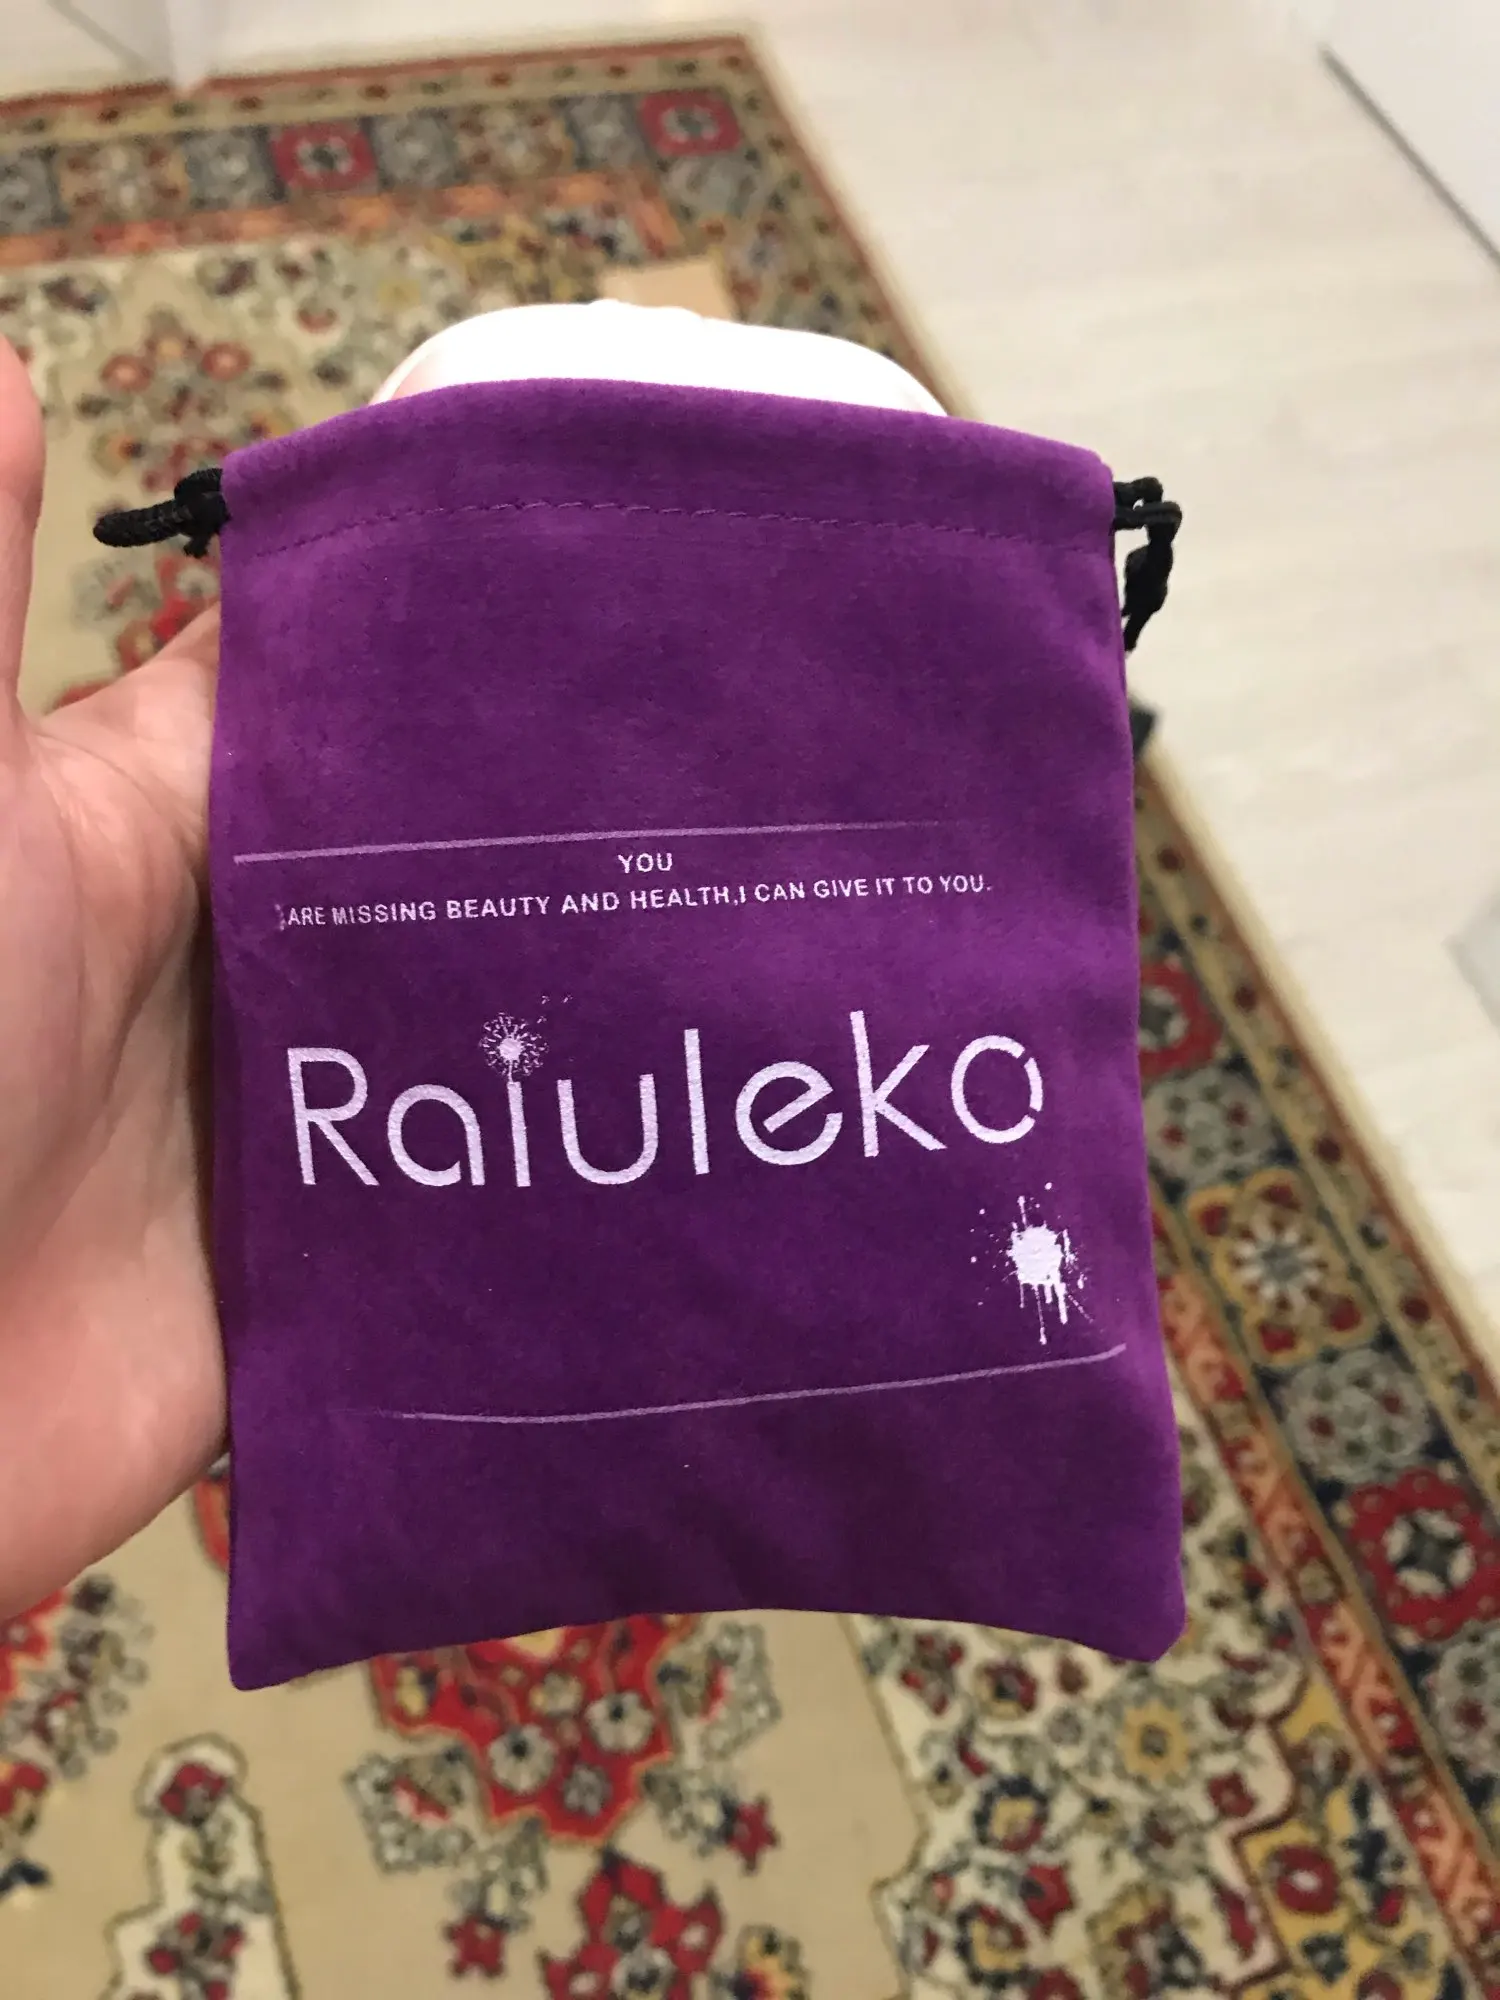 YOU
ARE MISSING BEAUTY AND HEALTH,I CAN GIVE IT TO YOU.
Raiuleko